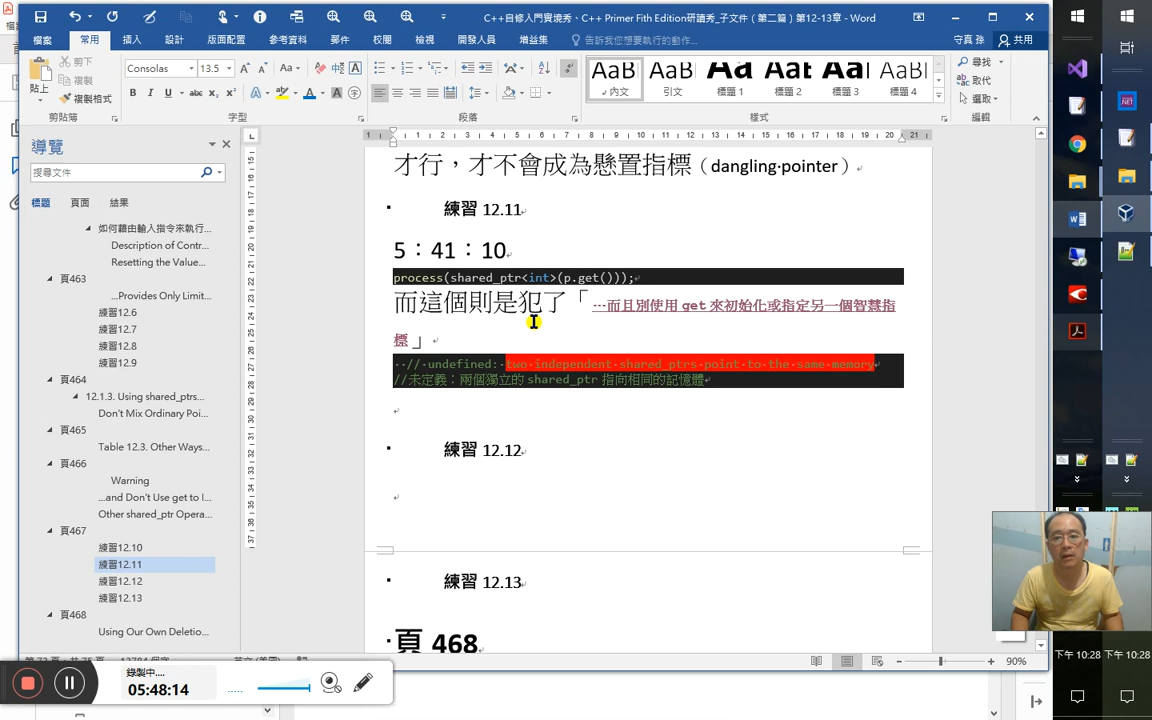 C++自修入門實境秀、C++ Primer Fith Edition研讀秀_子文件（第二篇）第12-13章 - Word
檔案 常用 插入 設計 版面配置 參考資料 郵件 校閱 檢視 開發人員 增益集 告訴我您想要執行的動作... 守真 孫 共用
貼上
剪下
複製
複製格式
剪貼簿
Consolas 13.5
字型
段落
AaBl AaBl AaB AaB AaBl AaBl
內文 引文 標題 1 標題 2 標題 3 標題 4
樣式
尋找
取代
選取
編輯
導覽
搜尋文件
標題 頁面 結果
如何藉由輸入指令來執行...
Description of Contr...
Resetting the Value...
頁463
...Provides Only Limit...
練習12.6
練習12.7
練習12.8
練習12.9
頁464
12.1.3. Using shared_ptrs...
Don't Mix Ordinary Poi...
頁465
Table 12.3. Other Ways...
頁466
Warning
...and Don't Use get to I...
Other shared_ptr Opera...
頁467
練習12.10
練習12.11
練習12.12
練習12.13
頁468
Using Our Own Deletio...
才行，才不會成為懸置指標（dangling·pointer）
練習 12.11
5：41：10
process(shared_ptr<int>(p.get()));
而這個則是犯了「…而且別使用 get 來初始化或指定另一個智慧指
標」
// undefined: two independent shared_ptrs point to the same memory
//未定義：兩個獨立的 shared_ptr 指向相同的記憶體
練習 12.12
練習 12.13
頁 468
90%
錄製中....
05:48:14
下午 10:28 下午 10:28